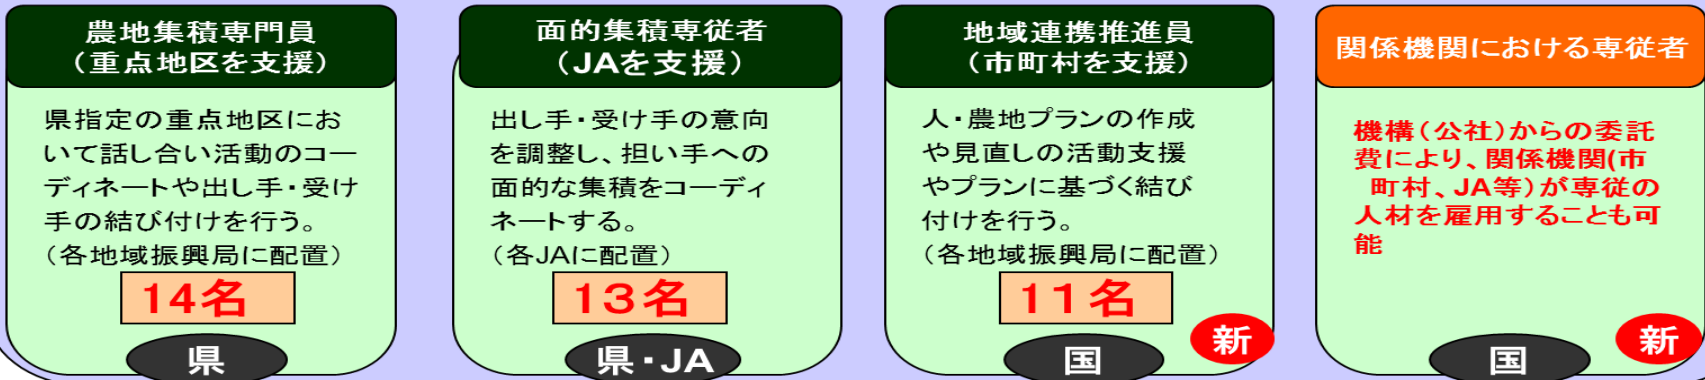 農地集積専門員
（重点地区を支援）
県指定の重点地区にお
いて話し合い活動のコー
ディネートや出し手・受け
手の結び付けを行う。
（各地域振興局に配置）
14名
県
面的集積専従者
（JAを支援）
出し手・受け手の意向
を調整し、担い手への
面的な集積をコーディ
ネートする。
（各JAに配置）
13名
県・JA
地域連携推進員
（市町村を支援）
人・農地プランの作成
や見直しの活動支援
やプランに基づく結び
付けを行う。
（各地域振興局に配置）
11名
新
国
関係機関における専従者
機構（公社）からの委託
費により、関係機関(市
町村、JA等）が専従の
人材を雇用することも可
能
新
国